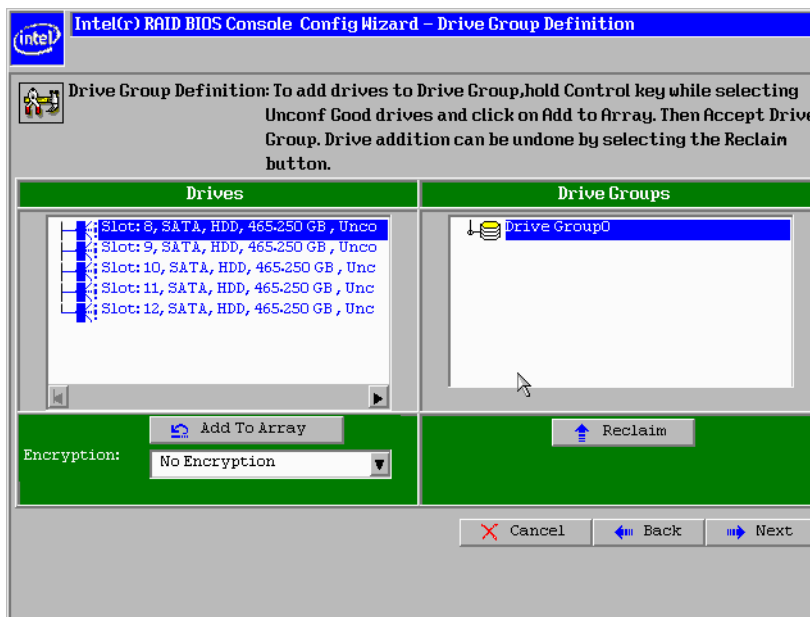 intel
Intel(r) RAID BIOS Console Config Wizard - Drive Group Definition
Drive Group Definition: To add drives to Drive Group,hold Control key while selecting
Unconf Good drives and click on Add to Array. Then Accept Drive
Group. Drive addition can be undone by selecting the Reclaim
button.
Drives
Slot: 8, SATA, HDD, 465.250 GB , Unco
Slot: 9, SATA, HDD, 465.250 GB , Unco
Slot: 10, SATA, HDD, 465.250 GB , Unc
Slot: 11, SATA, HDD, 465.250 GB , Unc
Slot: 12, SATA, HDD, 465.250 GB , Unc
Add To Array
Encryption:
No Encryption
Drive Groups
Drive Group0
Reclaim
Cancel
Back
Next